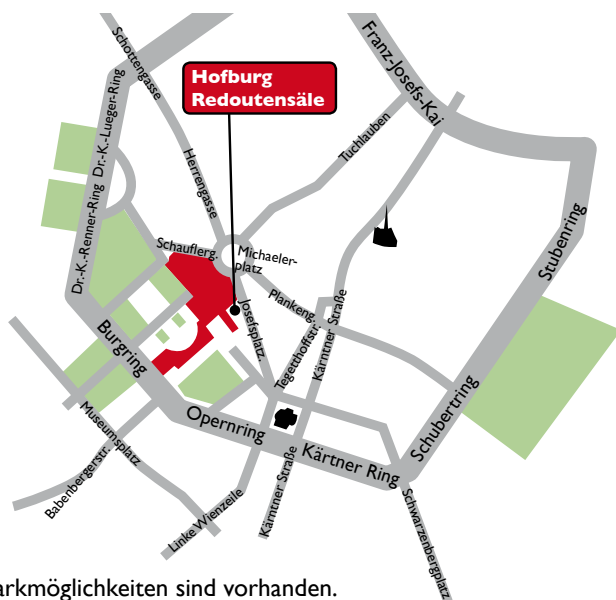 Schottengasse
Franz-Josefs-Kai
Hofburg
Redoutensäle
Dr.-K.-Lueger-Ring
Tuchlauben
Herrengasse
Dr.-K.-Renner-Ring
Stubenring
Schauflerg.
Michaeler-
platz
Plankeng.
Josefsplatz.
Burgring
Tegetthoffstr.
Kärntner Straße
Schubertring
Museumsplatz
Opernring
Kärtner Ring
Babenbergerstr.
Linke Wienzeile
Kärntner Straße
Schwarzenbergplatz
arkmöglichkeiten sind vorhanden.